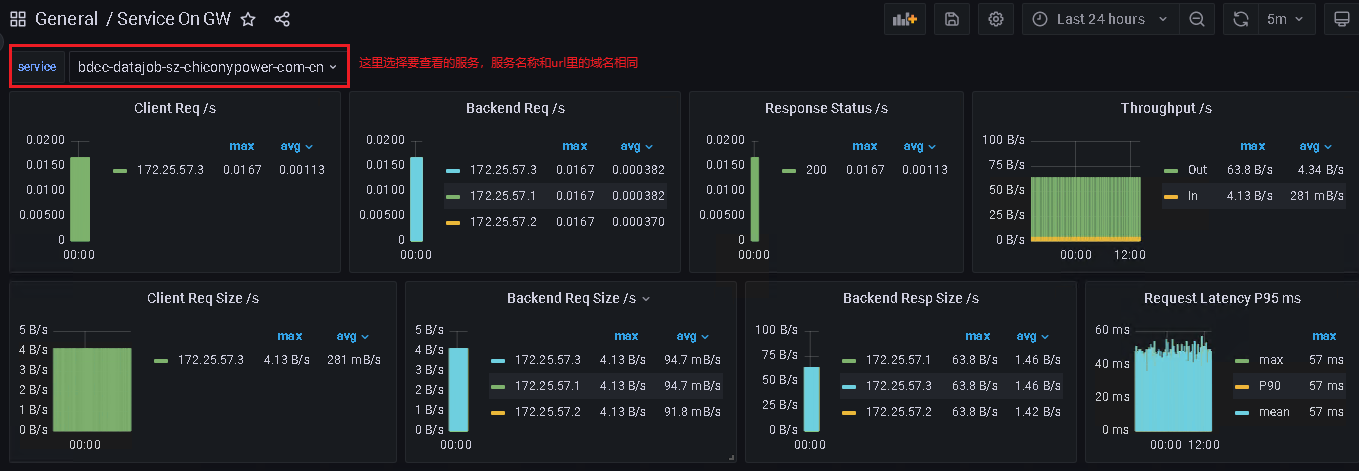 General / Service On GW
Last 24 hours
5m
service
bdcc-datajob-sz-chiconypower-com-cn
这里选择要查看的服务，服务名称和url里的域名相同
Client Req /s
max avg
0.0200
0.0150
0.0100
0.00500
0
00:00
172.25.57.3 0.0167 0.00113
Backend Req /s
max avg
0.0200
0.0150
0.0100
0.00500
0
00:00
172.25.57.3 0.0167 0.000382
172.25.57.1 0.0167 0.000382
172.25.57.2 0.0167 0.000370
Response Status /s
max avg
0.0200
0.0150
0.0100
0.00500
0
00:00
200 0.0167 0.00113
Throughput /s
max avg
100 B/s
75 B/s
50 B/s
25 B/s
0 B/s
00:00 12:00
Out 63.8 B/s 4.34 B/s
In 4.13 B/s 281 mB/s
Client Req Size /s
max avg
5 B/s
4 B/s
3 B/s
2 B/s
1 B/s
0 B/s
00:00
172.25.57.3 4.13 B/s 281 mB/s
Backend Req Size /s
max avg
5 B/s
4 B/s
3 B/s
2 B/s
1 B/s
0 B/s
00:00
172.25.57.3 4.13 B/s 94.7 mB/s
172.25.57.1 4.13 B/s 94.7 mB/s
172.25.57.2 4.13 B/s 91.8 mB/s
Backend Resp Size /s
max avg
100 B/s
75 B/s
50 B/s
25 B/s
0 B/s
00:00
172.25.57.1 63.8 B/s 1.46 B/s
172.25.57.3 63.8 B/s 1.46 B/s
172.25.57.2 63.8 B/s 1.42 B/s
Request Latency P95 ms
max
60 ms
40 ms
20 ms
0 ms
00:00 12:00
max 57 ms
P90 57 ms
mean 57 ms